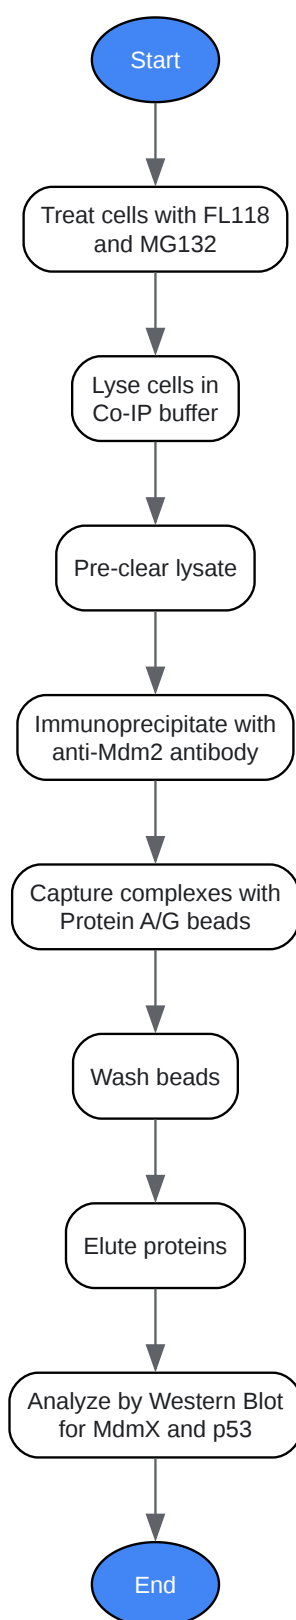 Start
Treat cells with FL118
and MG132
Lyse cells in
Co-IP buffer
Pre-clear lysate
Immunoprecipitate with
anti-Mdm2 antibody
Capture complexes with
Protein A/G beads
Wash beads
Elute proteins
Analyze by Western Blot
for MdmX and p53
End